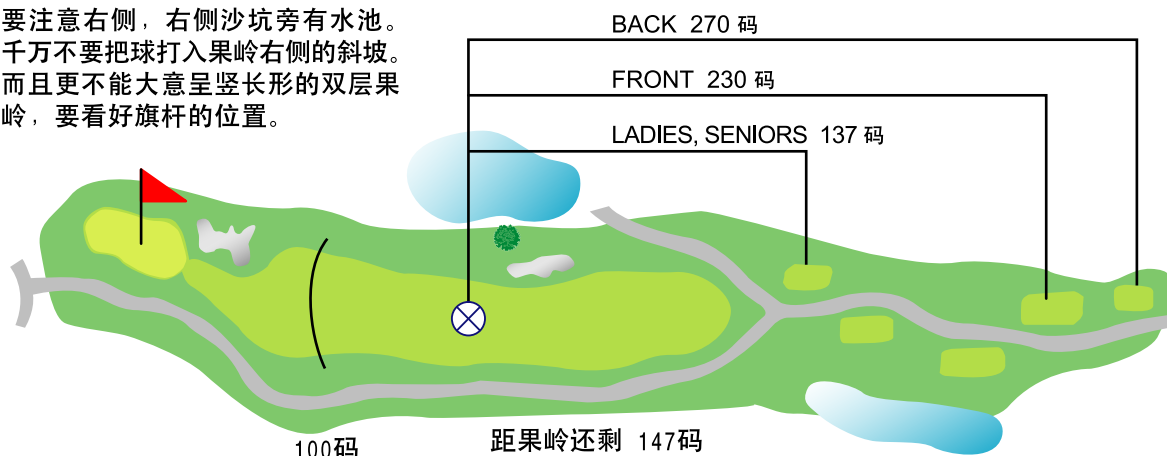 要注意右侧，右侧沙坑旁有水池。
千万不要把球打入果岭右侧的斜坡。
而且更不能大意呈竖长形的双层果
岭，要看好旗杆的位置。
BACK 270 码
FRONT 230 码
LADIES, SENIORS 137 码
100码
距果岭还剩 147码